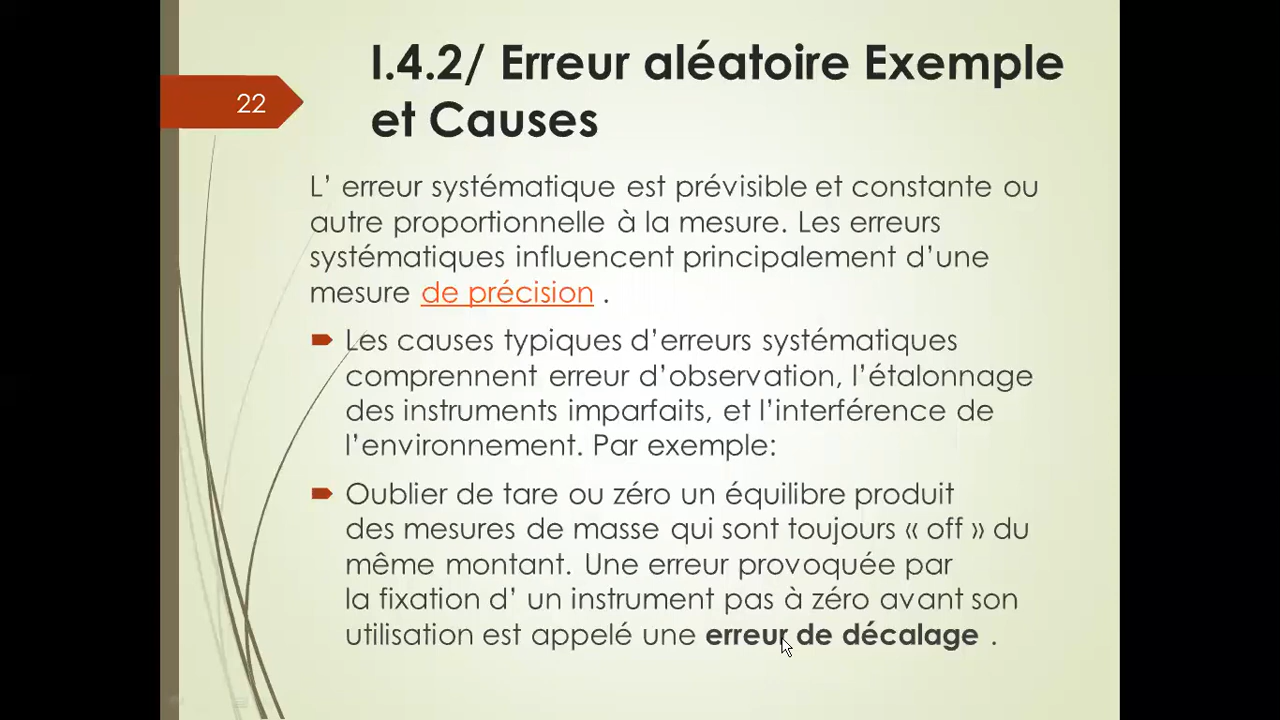 22
I.4.2/ Erreur aléatoire Exemple
et Causes
L’ erreur systématique est prévisible et constante ou
autre proportionnelle à la mesure. Les erreurs
systématiques influencent principalement d’une
mesure de précision .
Les causes typiques d’erreurs systématiques
comprennent erreur d’observation, l’étalonnage
des instruments imparfaits, et l’interférence de
l’environnement. Par exemple:
Oublier de tare ou zéro un équilibre produit
des mesures de masse qui sont toujours « off » du
même montant. Une erreur provoquée par
la fixation d’ un instrument pas à zéro avant son
utilisation est appelé une erreur de décalage .